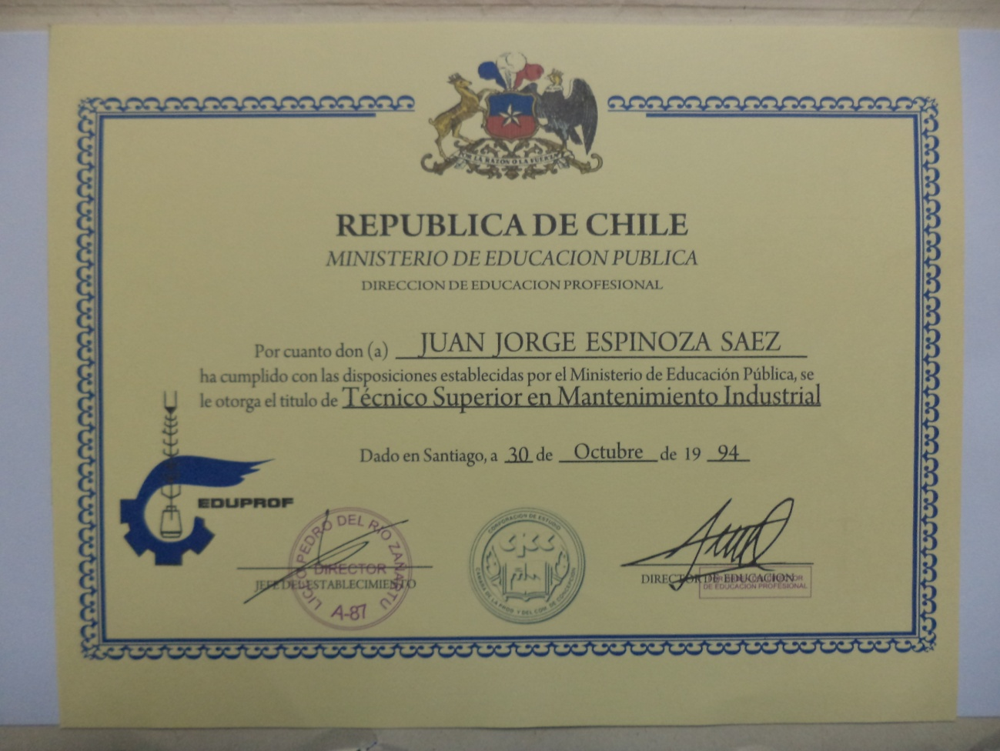 POR LA RAZON O LA FUERZA
REPUBLICA DE CHILE
MINISTERIO DE EDUCACION PUBLICA
DIRECCION DE EDUCACION PROFESIONAL
Por cuanto don (a) JUAN JORGE ESPINOZA SAEZ
ha cumplido con las disposiciones establecidas por el Ministerio de Educación Pública, se
le otorga el titulo de Técnico Superior en Mantenimiento Industrial
Dado en Santiago, a 30 de Octubre de 19 94
EDUPROF
LICEO PEDRO DEL RIO ZAÑARTU
DIRECTOR
JEFE DEL ESTABLECIMIENTO
A-87
CORPORACION DE ESTUDIO
CAMARA DE LA PROD. Y DEL COM. DE CONCEPCION
DIRECTOR DE EDUCACION
DE EDUCACION PROFESIONAL